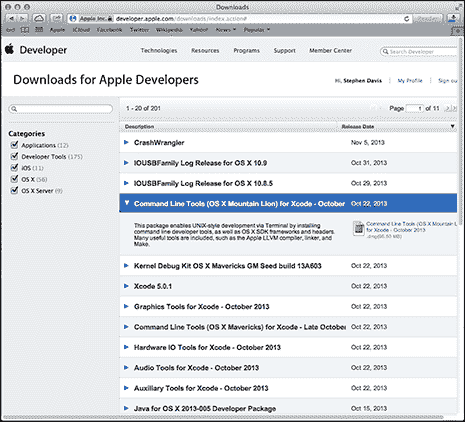 Downloads
Apple Inc.
developer.apple.com/downloads/index.action#
Reader
Apple iCloud Facebook Twitter Wikipedia Yahoo! News Popular
Developer
Technologies Resources Programs Support Member Center
Search Developer
Downloads for Apple Developers
Hi, Stephen Davis My Profile Sign ou
1 - 20 of 201
Page 1 of 11
Description Release Date
Categories
Applications (12)
Developer Tools (175)
iOS (11)
OS X (56)
OS X Server (9)
CrashWrangler Nov 5, 2013
IOUSBFamily Log Release for OS X 10.9 Oct 31, 2013
IOUSBFamily Log Release for OS X 10.8.5 Oct 29, 2013
Command Line Tools (OS X Mountain Lion) for Xcode - October Oct 22, 2013
This package enables UNIX-style development via Terminal by installing
command line developer tools, as well as OS X SDK frameworks and headers.
Many useful tools are included, such as the Apple LLVM compiler, linker, and
Make.
Command Line Tools (OS X Mountain L
for Xcode - October 2013
Kernel Debug Kit OS X Mavericks GM Seed build 13A603 Oct 22, 2013
Xcode 5.0.1 Oct 22, 2013
Graphics Tools for Xcode - October 2013 Oct 22, 2013
Command Line Tools (OS X Mavericks) for Xcode - Late October Oct 22, 2013
Hardware IO Tools for Xcode - October 2013 Oct 22, 2013
Audio Tools for Xcode - October 2013 Oct 22, 2013
Auxiliary Tools for Xcode - October 2013 Oct 22, 2013
Java for OS X 2013-005 Developer Package Oct 15, 2013